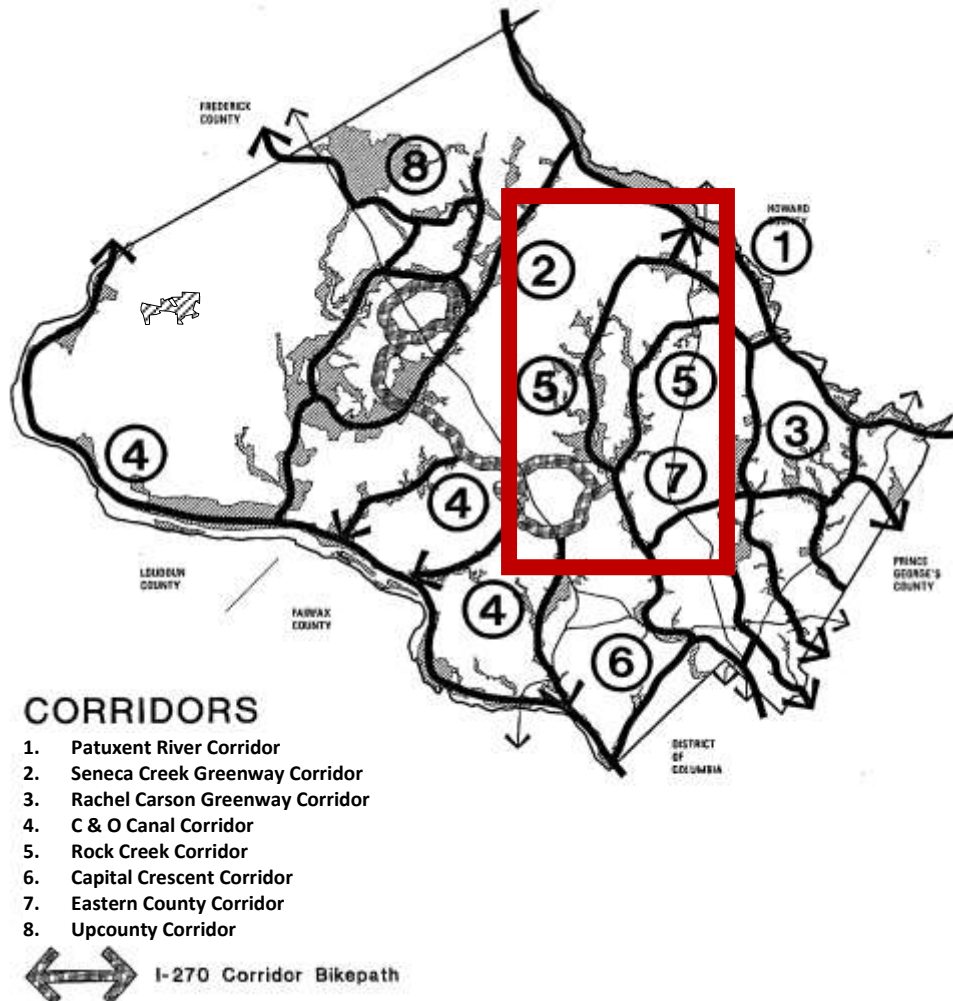 FREDERICK
COUNTY
8
HOWARD
1
2
5
5
3
4
7
4
LOUDOUN
COUNTY
PRINCE
GEORGE'S
COUNTY
FAIRFAX
COUNTY
4
6
DISTRICT
OF
COLUMBIA
CORRIDORS
1. Patuxent River Corridor
2. Seneca Creek Greenway Corridor
3. Rachel Carson Greenway Corridor
4. C & O Canal Corridor
5. Rock Creek Corridor
6. Capital Crescent Corridor
7. Eastern County Corridor
8. Upcounty Corridor
I-270 Corridor Bikepath